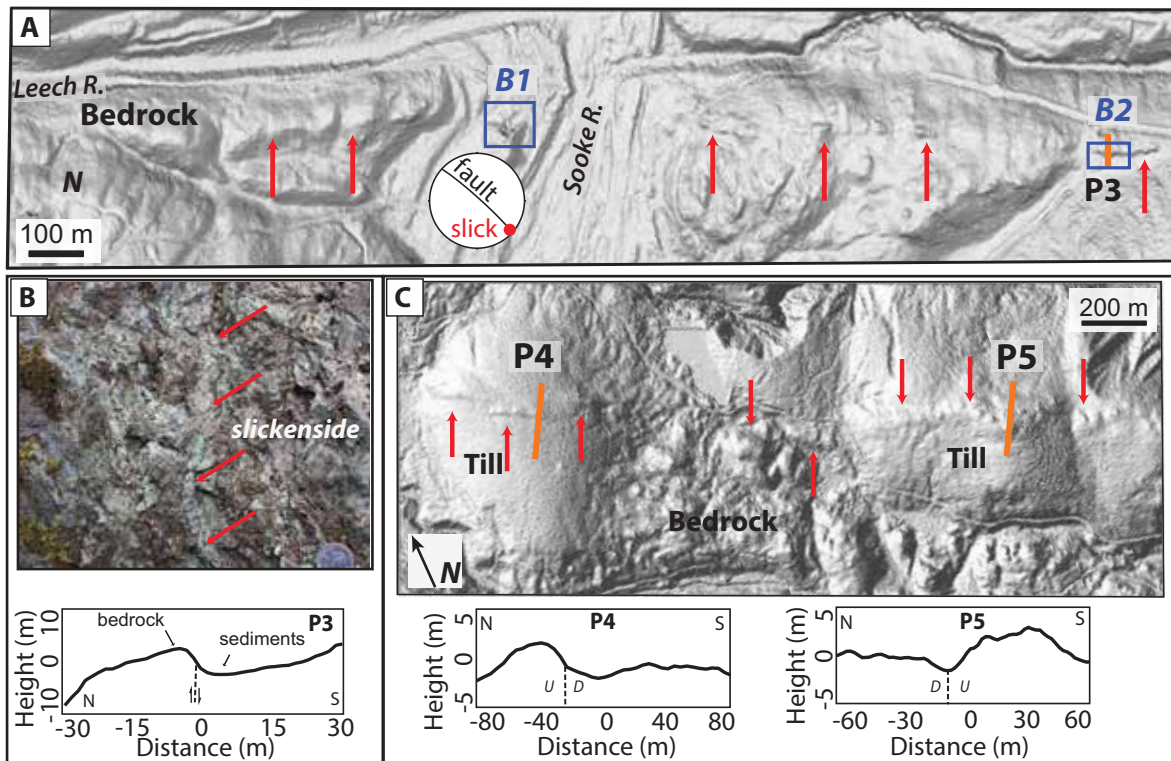 A
Leech R.
Bedrock
N
100 m
B1
fault
slick
Sooke R.
B2
P3
B
slickenside
C
200 m
P4
P5
Till
Till
Bedrock
N
Height (m)
10
0
-10
bedrock
sediments
P3
N
S
-30
-15
0
15
30
Distance (m)
Height (m)
5
0
-5
N
P4
S
U
D
-80
-40
0
40
80
Distance (m)
Height (m)
5
0
-5
N
P5
S
D
U
-60
-30
0
30
60
Distance (m)